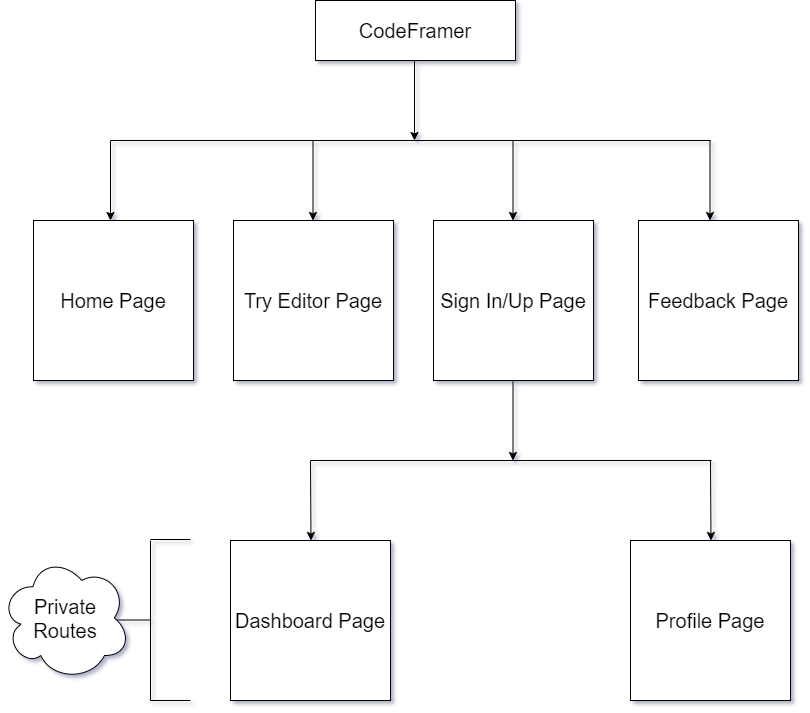 CodeFramer
Home Page
Try Editor Page
Sign In/Up Page
Feedback Page
Private
Routes
Dashboard Page
Profile Page